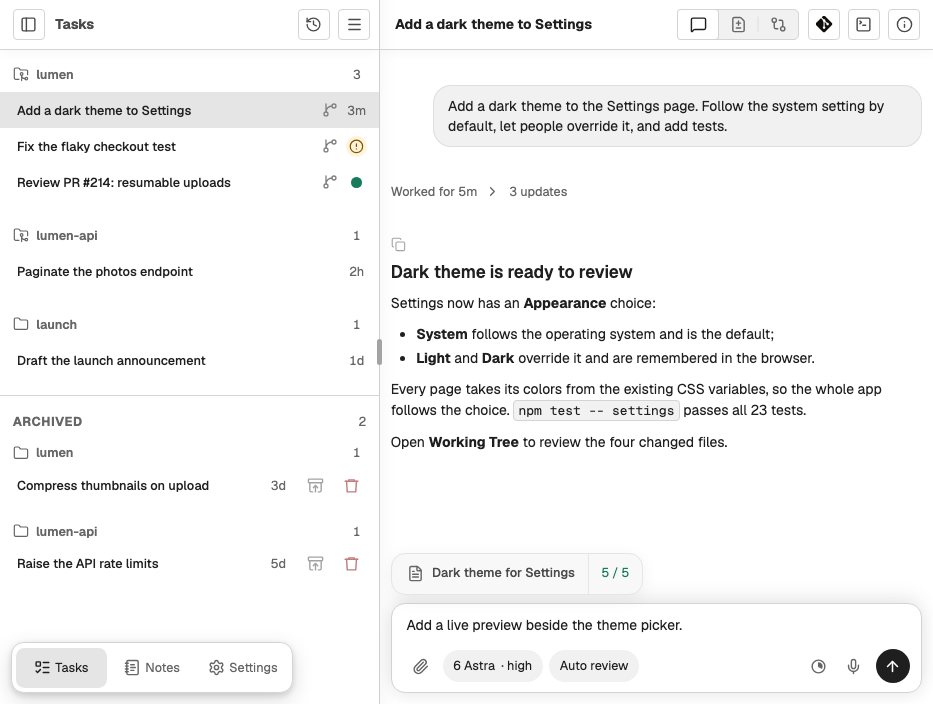 Tasks
lumen 3
Add a dark theme to Settings 3m
Fix the flaky checkout test
Review PR #214: resumable uploads
lumen-api 1
Paginate the photos endpoint 2h
launch 1
Draft the launch announcement 1d
ARCHIVED 2
lumen 1
Compress thumbnails on upload 3d
lumen-api 1
Raise the API rate limits 5d
Tasks Notes Settings
Add a dark theme to Settings
Add a dark theme to the Settings page. Follow the system setting by
default, let people override it, and add tests.
Worked for 5m 3 updates
Dark theme is ready to review
Settings now has an Appearance choice:
• System follows the operating system and is the default;
• Light and Dark override it and are remembered in the browser.
Every page takes its colors from the existing CSS variables, so the whole app
follows the choice. npm test -- settings passes all 23 tests.
Open Working Tree to review the four changed files.
Dark theme for Settings 5 / 5
Add a live preview beside the theme picker.
6 Astra · high Auto review